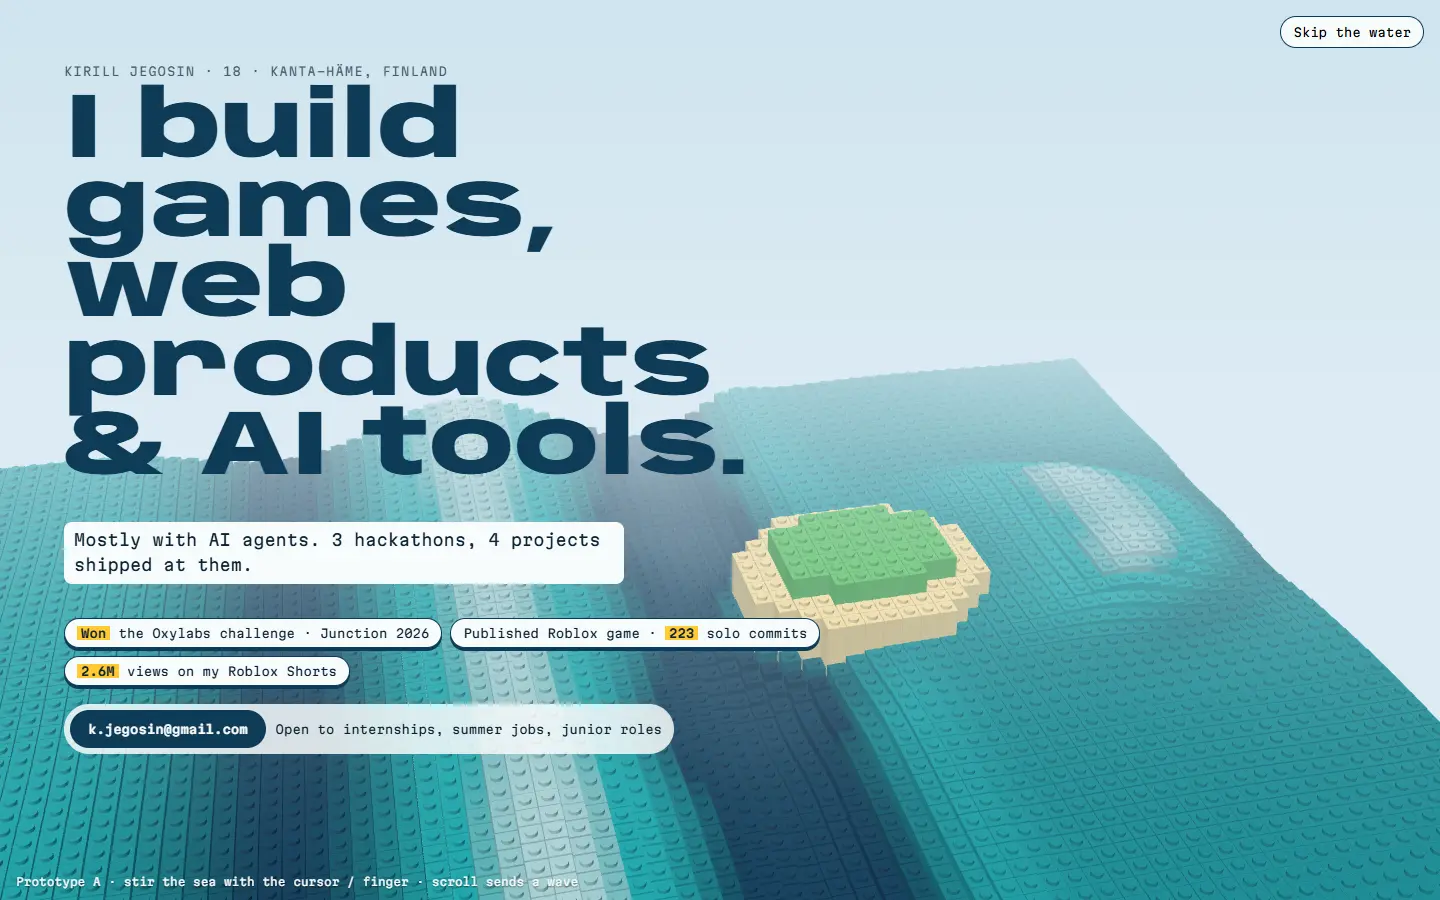 Skip the water
KIRILL JEGOSIN · 18 · KANTA-HÄME, FINLAND
I build
games,
web
products
& AI tools.
Mostly with AI agents. 3 hackathons, 4 projects
shipped at them.
Won the Oxylabs challenge · Junction 2026
Published Roblox game · 223 solo commits
2.6M views on my Roblox Shorts
k.jegosin@gmail.com Open to internships, summer jobs, junior roles
Prototype A · stir the sea with the cursor / finger · scroll sends a wave